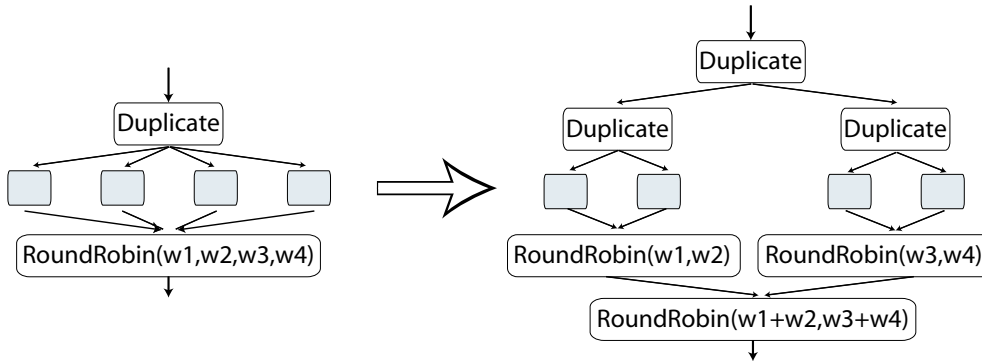 Duplicate
RoundRobin(w1,w2,w3,w4)
Duplicate
Duplicate
Duplicate
RoundRobin(w1,w2)
RoundRobin(w3,w4)
RoundRobin(w1+w2,w3+w4)